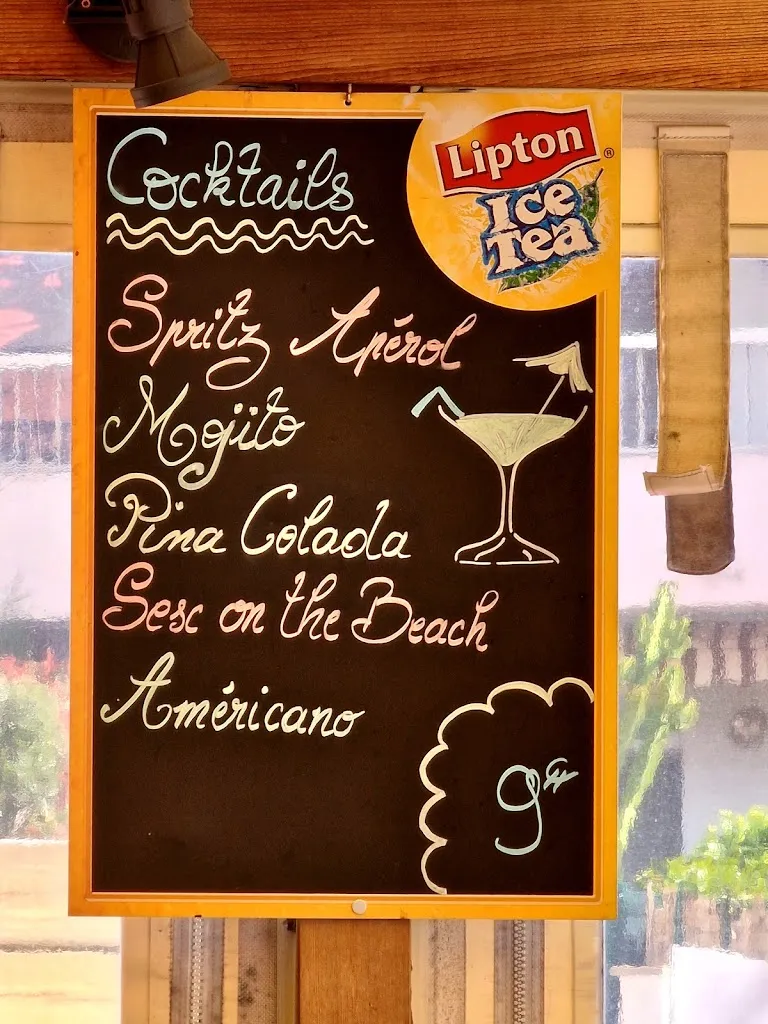 Cocktails
Lipton®
Ice
Tea
Spritz Apérol
Mojito
Pina Colada
Sesc on the Beach
Américano
9€